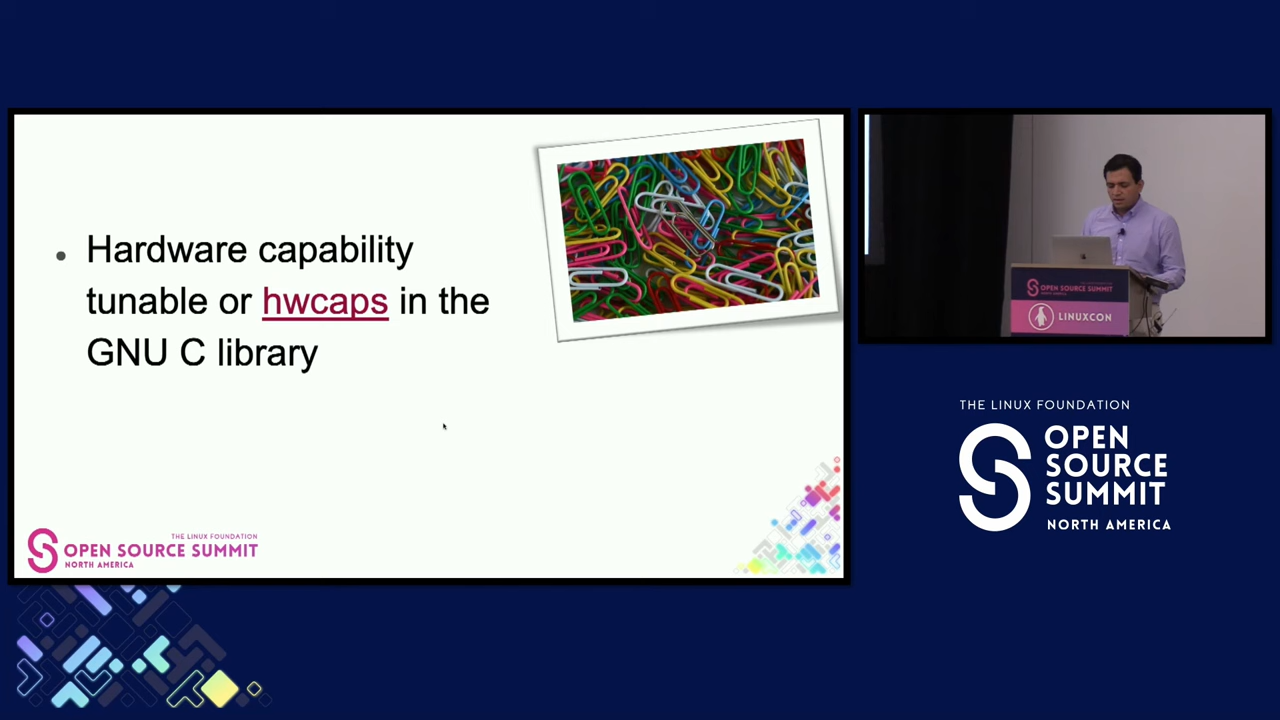 Hardware capability
tunable or hwcaps in the
GNU C library
THE LINUX FOUNDATION
OPEN SOURCE SUMMIT
NORTH AMERICA
OPEN SOURCE SUMMIT
LINUXCON
THE LINUX FOUNDATION
OPEN
SOURCE
SUMMIT
NORTH AMERICA